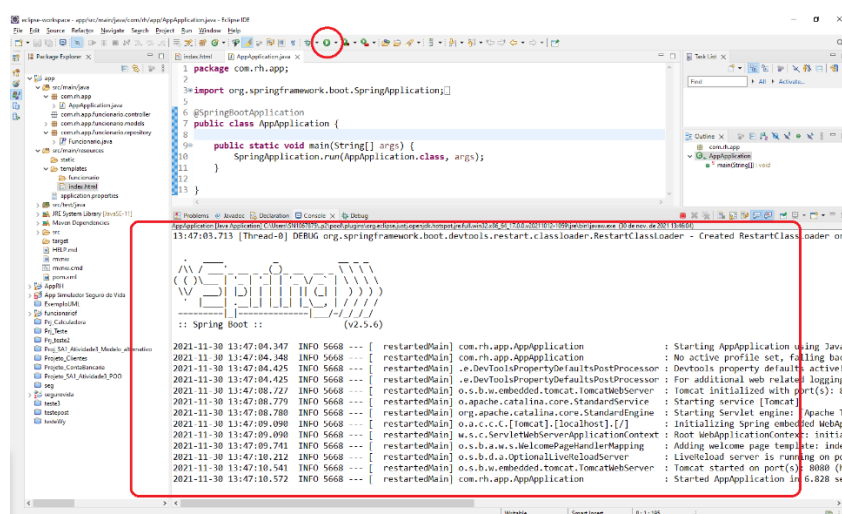 eclipse-workspace - app/src/main/java/com/rh/app/AppApplication.java - Eclipse IDE
File Edit Source Refactor Navigate Search Project Run Window Help
Package Explorer
app
src/main/java
com.rh.app
AppApplication.java
com.rh.app.funcionario.controller
com.rh.app.funcionario.models
com.rh.app.funcionario.repository
Funcionario.java
src/main/resources
static
templates
funcionario
index.html
application.properties
src/test/java
JRE System Library [JavaSE-11]
Maven Dependencies
src
target
HELP.md
mvnw
mvnw.cmd
pom.xml
AppRH
App Simulador Seguro de Vida
ExemploUML
funcionariof
Prj_Calculadora
Prj_Teste
Prj_teste2
Proj_SA1_Atividade1_Modelo_alternativo
Projeto_Clientes
Projeto_ContaBancario
Projeto_SA1_Atividade1_POO
seg
segurovida
teste3
testepost
testeWy
index.html AppApplication.java
1 package com.rh.app;
2
3 import org.springframework.boot.SpringApplication;
5
6 @SpringBootApplication
7 public class AppApplication {
8
9 public static void main(String[] args) {
10 SpringApplication.run(AppApplication.class, args);
11 }
12
13 }
Task List
Find All Activate...
Outline
com.rh.app
AppApplication
main(String[]) : void
Problems Javadoc Declaration Console Debug
13:47:03.713 [Thread-0] DEBUG org.springframework.boot.devtools.restart.classloader.RestartClassLoader - Created RestartClassLoader or
:: Spring Boot :: (v2.5.6)
2021-11-30 13:47:04.347 INFO 5668 --- [ restartedMain] com.rh.app.AppApplication : Starting AppApplication using Java
2021-11-30 13:47:04.348 INFO 5668 --- [ restartedMain] com.rh.app.AppApplication : No active profile set, falling bac
2021-11-30 13:47:04.425 INFO 5668 --- [ restartedMain] .e.DevToolsPropertyDefaultsPostProcessor : Devtools property defaults active!
2021-11-30 13:47:04.425 INFO 5668 --- [ restartedMain] .e.DevToolsPropertyDefaultsPostProcessor : For additional web related logging
2021-11-30 13:47:08.727 INFO 5668 --- [ restartedMain] o.s.b.w.embedded.tomcat.TomcatWebServer : Tomcat initialized with port(s): 8
2021-11-30 13:47:08.779 INFO 5668 --- [ restartedMain] o.apache.catalina.core.StandardService : Starting service [Tomcat]
2021-11-30 13:47:08.780 INFO 5668 --- [ restartedMain] org.apache.catalina.core.StandardEngine : Starting Servlet engine: [Apache T
2021-11-30 13:47:09.090 INFO 5668 --- [ restartedMain] o.a.c.c.C.[Tomcat].[localhost].[/] : Initializing Spring embedded WebAp
2021-11-30 13:47:09.090 INFO 5668 --- [ restartedMain] w.s.c.ServletWebServerApplicationContext : Root WebApplicationContext: initia
2021-11-30 13:47:09.741 INFO 5668 --- [ restartedMain] o.s.b.a.w.s.WelcomePageHandlerMapping : Adding welcome page template: inde
2021-11-30 13:47:10.212 INFO 5668 --- [ restartedMain] o.s.b.d.a.OptionalLiveReloadServer : LiveReload server is running on po
2021-11-30 13:47:10.541 INFO 5668 --- [ restartedMain] o.s.b.w.embedded.tomcat.TomcatWebServer : Tomcat started on port(s): 8080 (h
2021-11-30 13:47:10.572 INFO 5668 --- [ restartedMain] com.rh.app.AppApplication : Started AppApplication in 6.828 se
Writable Smart Insert 8 : 1 : 195